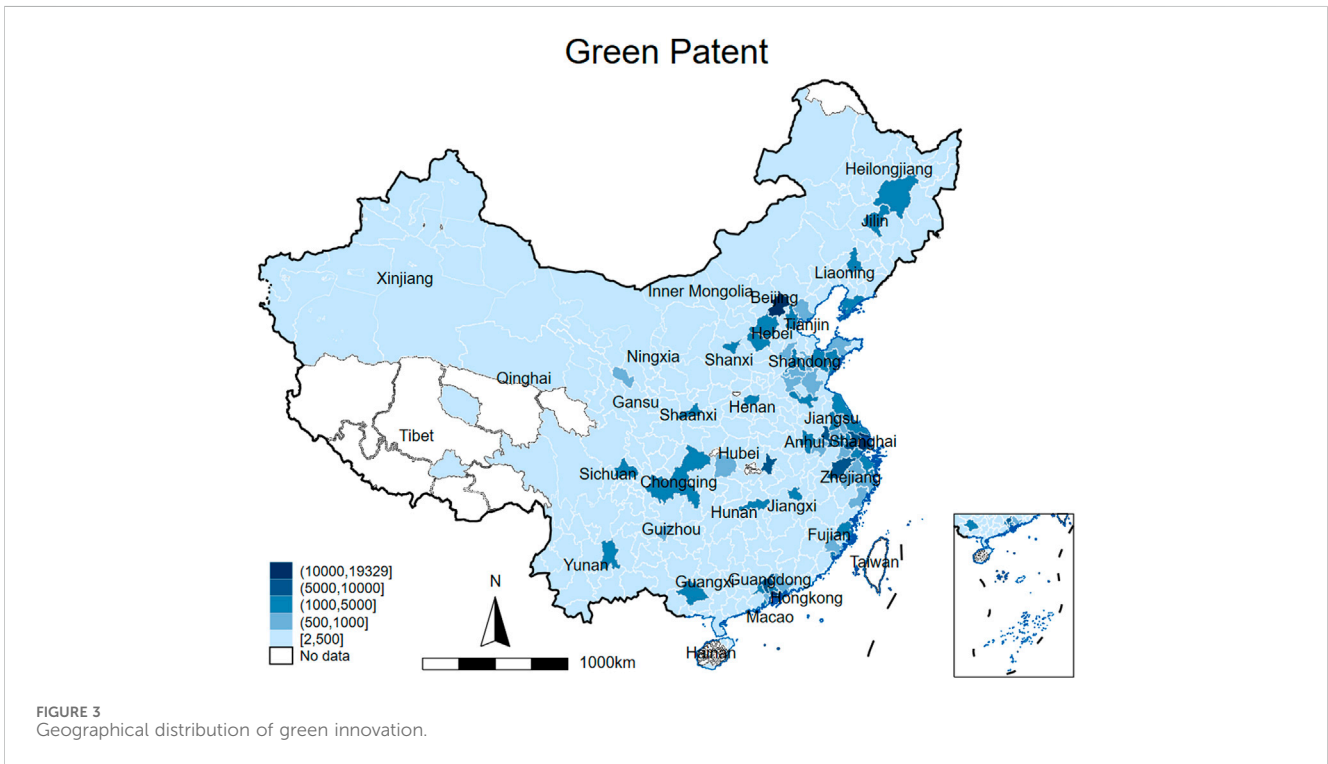 Green Patent
Heilongjiang
Jilin
Liaoning
Xinjiang
Inner Mongolia
Beijing
Tianjin
Hebei
Ningxia
Shanxi
Shandong
Qinghai
Gansu
Shaanxi
Henan
Jiangsu
Tibet
Anhui
Shanghai
Hubei
Sichuan
Chongqing
Zhejiang
Hunan
Jiangxi
Guizhou
Fujian
Yunan
Taiwan
Guangxi
Guangdong
Hongkong
Macao
Hainan
(10000,19329]
(5000,10000]
(1000,5000]
(500,1000]
[2,500]
No data
N
1000km
FIGURE 3
Geographical distribution of green innovation.